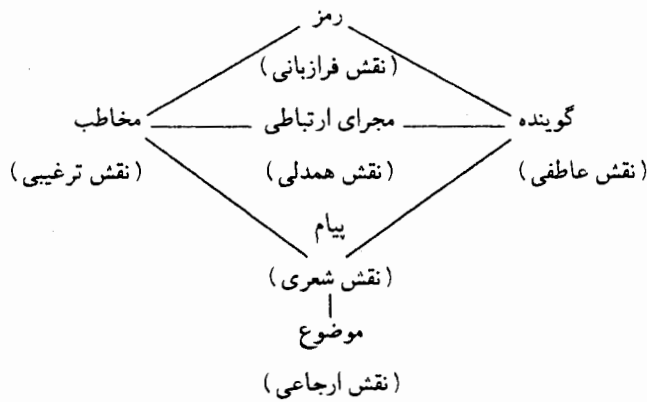 رمز
(نقش فرازبانی)
گوینده مجرای ارتباطی مخاطب
(نقش عاطفی) (نقش همدلی) (نقش ترغیبی)
پیام
(نقش شعری)
موضوع
(نقش ارجاعی)